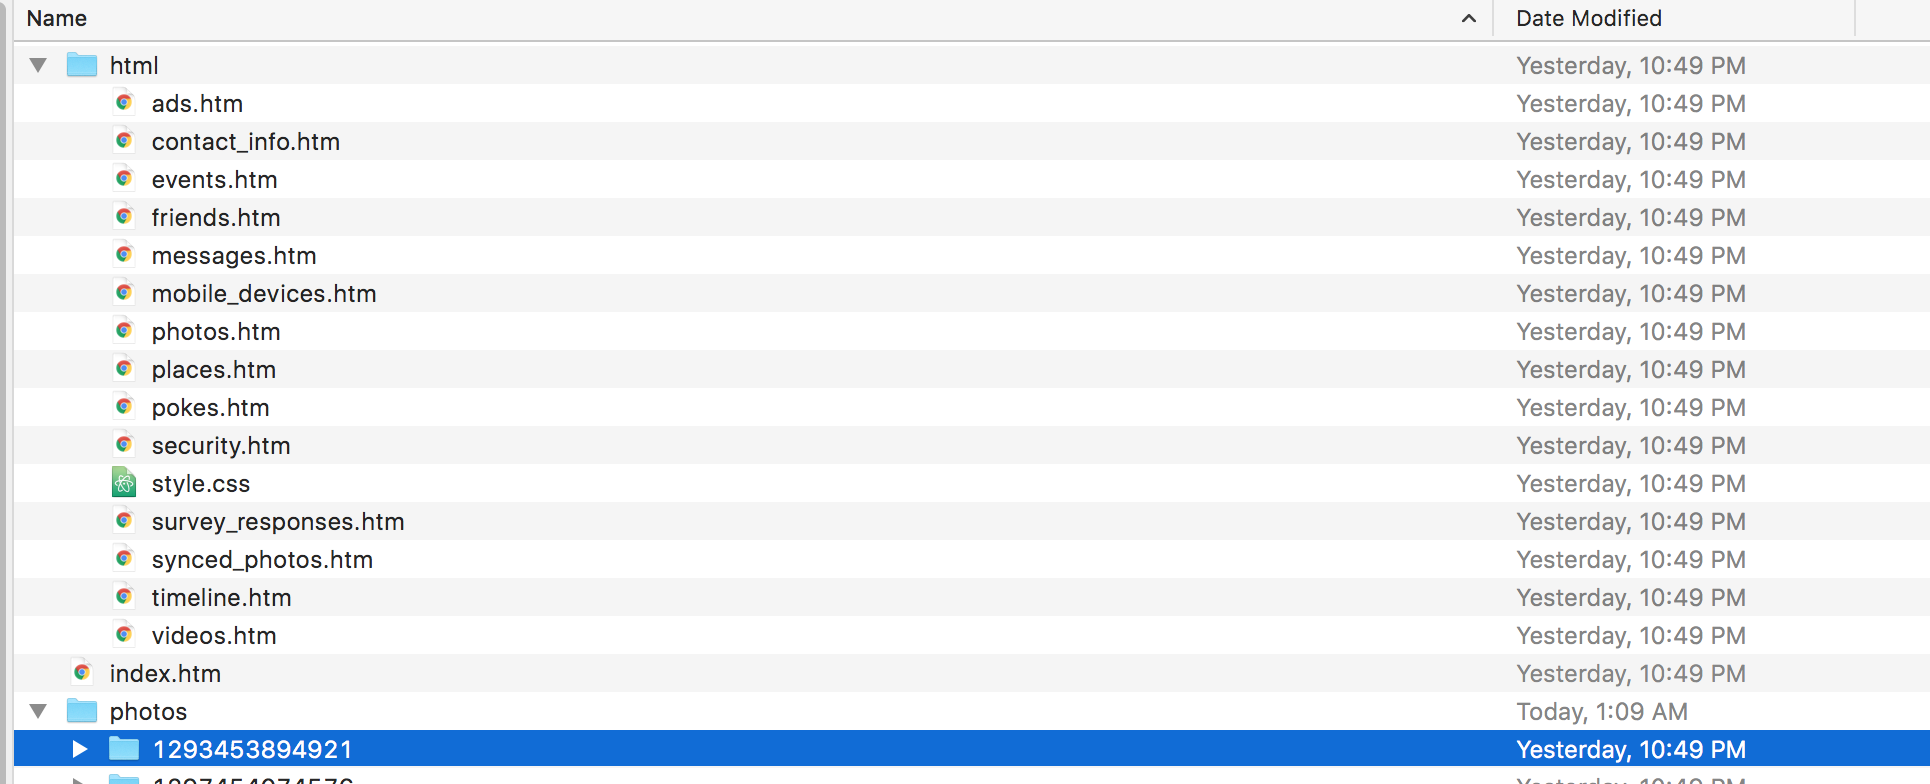 Name Date Modified
html Yesterday, 10:49 PM
ads.htm Yesterday, 10:49 PM
contact_info.htm Yesterday, 10:49 PM
events.htm Yesterday, 10:49 PM
friends.htm Yesterday, 10:49 PM
messages.htm Yesterday, 10:49 PM
mobile_devices.htm Yesterday, 10:49 PM
photos.htm Yesterday, 10:49 PM
places.htm Yesterday, 10:49 PM
pokes.htm Yesterday, 10:49 PM
security.htm Yesterday, 10:49 PM
style.css Yesterday, 10:49 PM
survey_responses.htm Yesterday, 10:49 PM
synced_photos.htm Yesterday, 10:49 PM
timeline.htm Yesterday, 10:49 PM
videos.htm Yesterday, 10:49 PM
index.htm Yesterday, 10:49 PM
photos Today, 1:09 AM
1293453894921 Yesterday, 10:49 PM